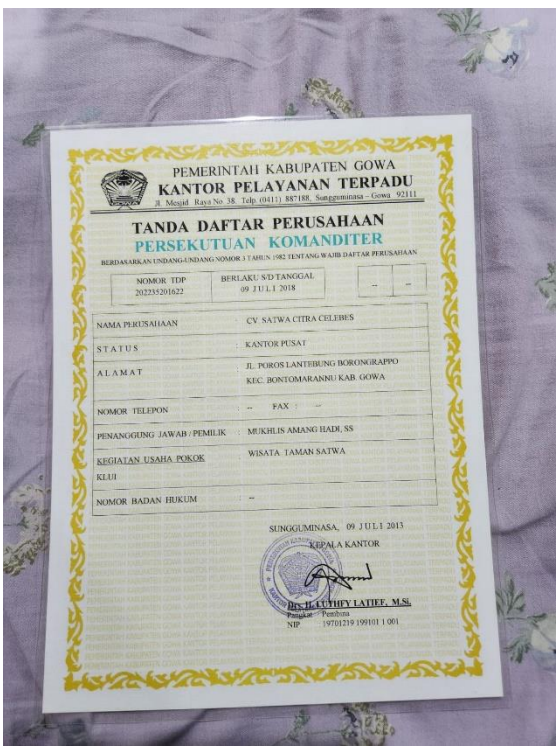 PEMERINTAH KABUPATEN GOWA
KANTOR PELAYANAN TERPADU
Jl. Mesjid Raya No 38. Telp. (0411) 887188, Sungguminasa – Gowa 92111
TANDA DAFTAR PERUSAHAAN
PERSEKUTUAN KOMANDITER
BERDASARKAN UNDANG-UNDANG NOMOR 3 TAHUN 1982 TENTANG WAJIB DAFTAR PERUSAHAAN
NOMOR TDP BERLAKU S/D TANGGAL
202235201622 09 JULI 2018 -- --
NAMA PERUSAHAAN : CV. SATWA CITRA CELEBES
STATUS : KANTOR PUSAT
ALAMAT : JL. POROS LANTEBUNG BORONGRAPPO
KEC. BONTOMARANNU KAB. GOWA
NOMOR TELEPON : -- FAX : --
PENANGGUNG JAWAB / PEMILIK : MUKHLIS AMANG HADI, SS
KEGIATAN USAHA POKOK : WISATA TAMAN SATWA
KLUI
NOMOR BADAN HUKUM : --
SUNGGUMINASA, 09 JULI 2013
KEPALA KANTOR
Drs. H. LUTHFY LATIEF, M.Si.
Pangkat Pembina
NIP 19701219 199101 1 001